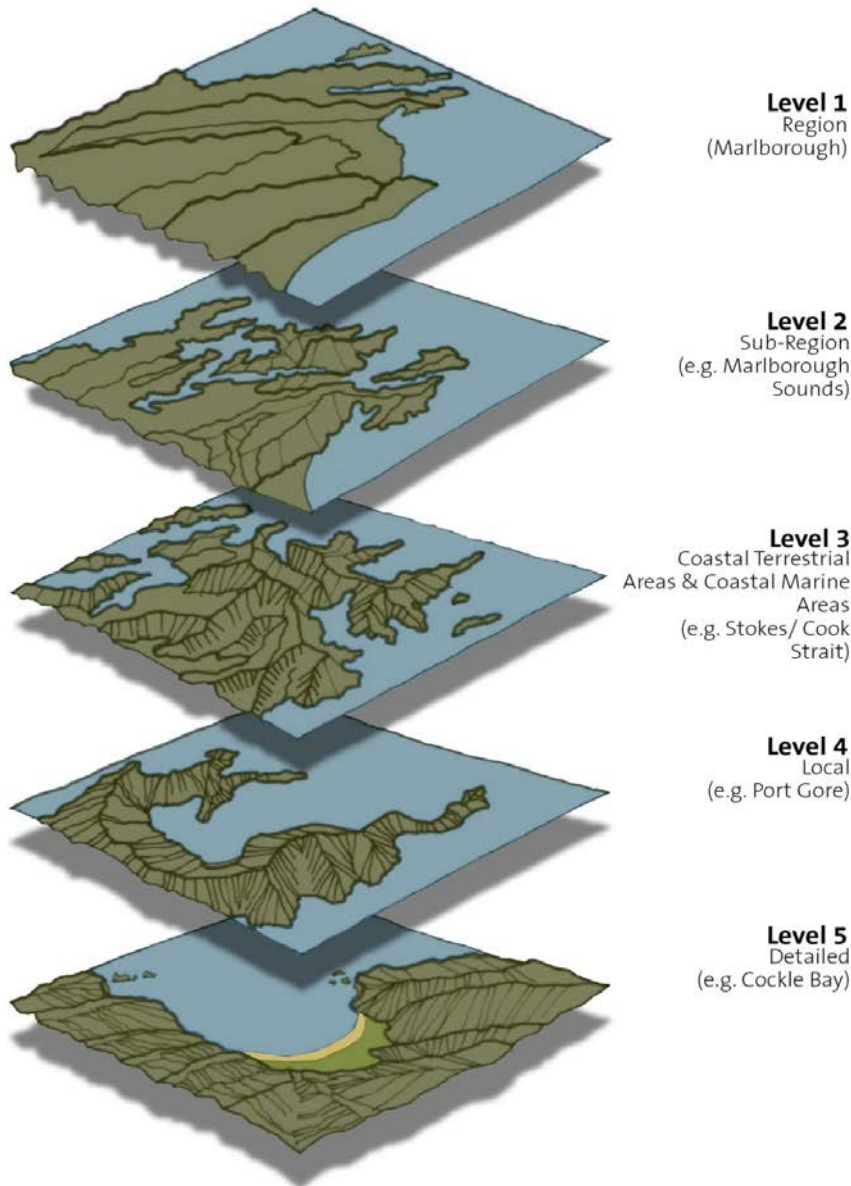 Level 1
Region
(Marlborough)
Level 2
Sub-Region
(e.g. Marlborough
Sounds)
Level 3
Coastal Terrestrial
Areas & Coastal Marine
Areas
(e.g. Stokes/ Cook
Strait)
Level 4
Local
(e.g. Port Gore)
Level 5
Detailed
(e.g. Cockle Bay)